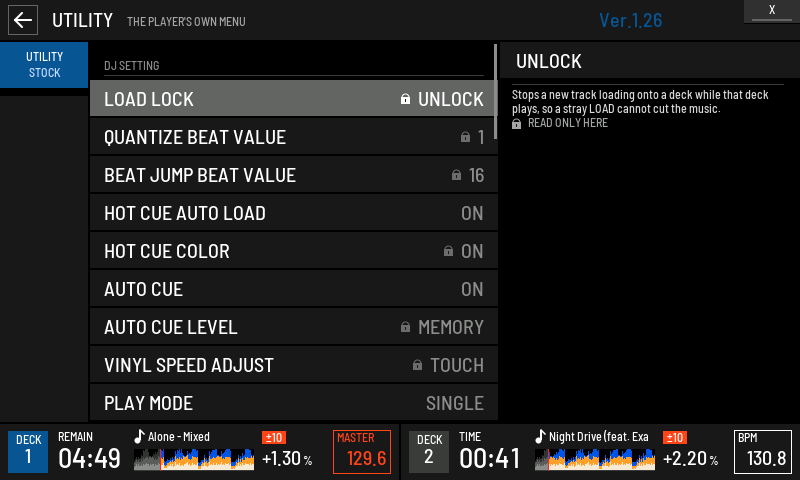 UTILITY THE PLAYER'S OWN MENU
Ver.1.26
X
UTILITY
STOCK
DJ SETTING
LOAD LOCK UNLOCK
QUANTIZE BEAT VALUE 1
BEAT JUMP BEAT VALUE 16
HOT CUE AUTO LOAD ON
HOT CUE COLOR ON
AUTO CUE ON
AUTO CUE LEVEL MEMORY
VINYL SPEED ADJUST TOUCH
PLAY MODE SINGLE
UNLOCK
Stops a new track loading onto a deck while that deck
plays, so a stray LOAD cannot cut the music.
READ ONLY HERE
DECK
1
REMAIN
04:49
Alone - Mixed
±10
+1.30 %
MASTER
129.6
DECK
2
TIME
00:41
Night Drive (feat. Exa
±10
+2.20 %
BPM
130.8